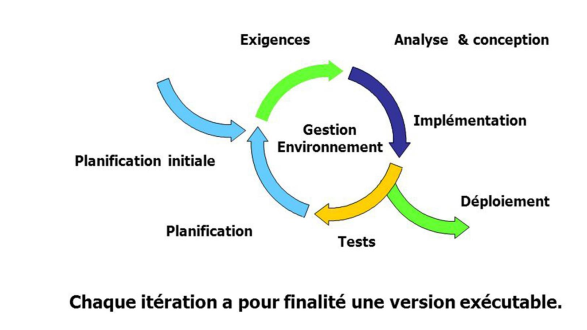 Exigences
Analyse & conception
Gestion
Environnement
Implémentation
Planification initiale
Déploiement
Planification
Tests
Chaque itération a pour finalité une version exécutable.